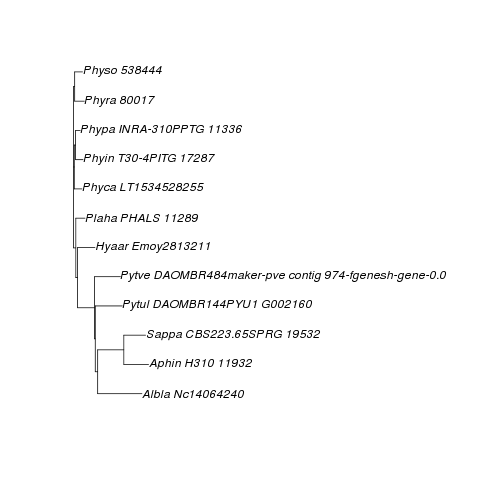 Physo 538444
Phyra 80017
Phypa INRA-310PPTG 11336
Phyin T30-4PITG 17287
Phyca LT1534528255
Plaha PHALS 11289
Hyaar Emoy2813211
Pytve DAOMBR484maker-pve contig 974-fgenesh-gene-0.0
Pytul DAOMBR144PYU1 G002160
Sappa CBS223.65SPRG 19532
Aphin H310 11932
Albla Nc14064240